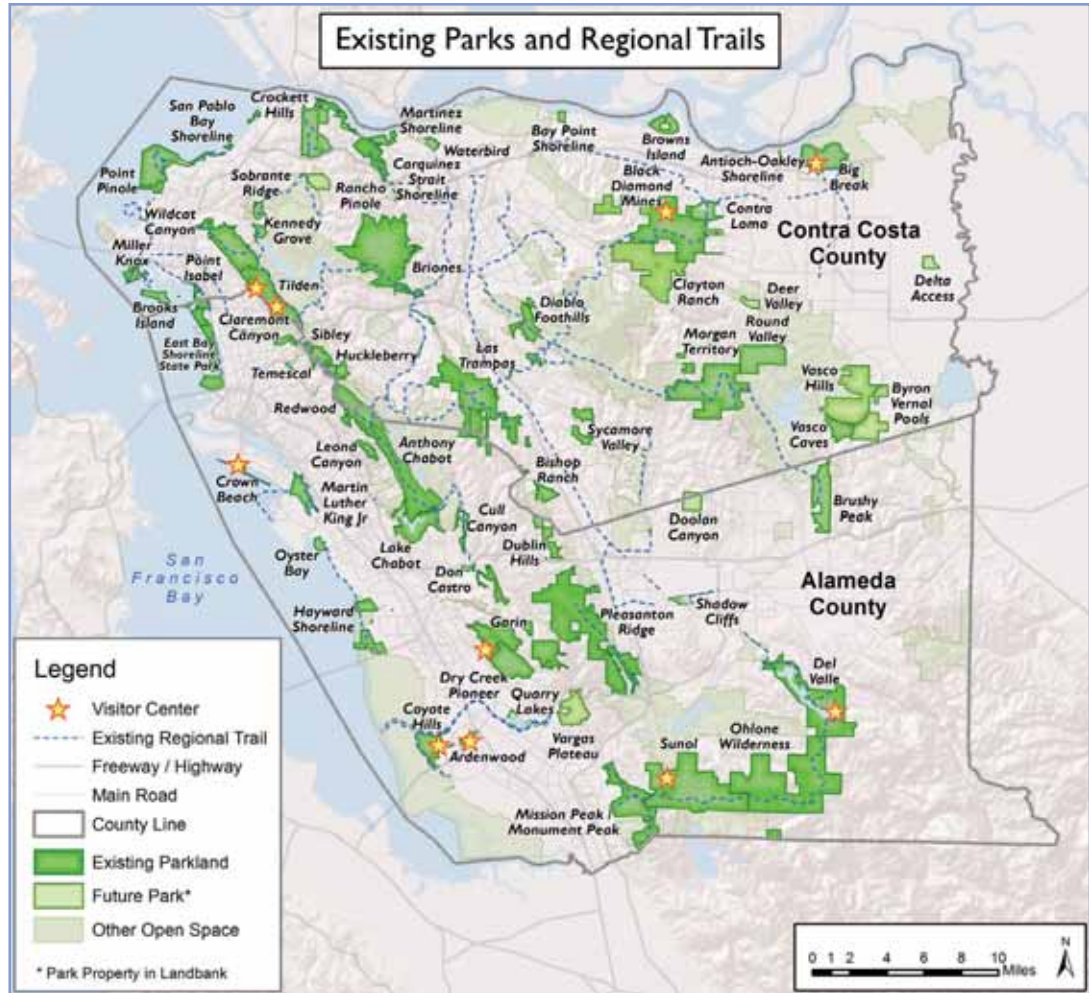 Existing Parks and Regional Trails
San Pablo
Bay
Shoreline
Crockett
Hills
Martines
Shoreline
Waterbird
Bay Point
Shoreline
Browns
Island
Antioch-Oakley
Shoreline
Big
Break
Point
Pinole
Sobrante
Ridge
Rancho
Pinole
Carquines
Strait
Shoreline
Black
Diamond
Mines
Contra
Loma
Contra Costa
County
Wildcat
Canyon
Kennedy
Grove
Miller
Knox
Point
Isabel
Tilden
Briones
Clayton
Ranch
Deer
Valley
Delta
Access
Brooks
Island
Claremont
Canyon
Sibley
Diablo
Foothills
Round
Valley
Morgan
Territory
East Bay
Shoreline
State Park
Huckleberry
Temescal
Las
Trampas
Vasco
Hills
Byron
Vernal
Pools
Redwood
Vasco
Caves
Leona
Canyon
Anthony
Chabot
Sycamore
Valley
Bishop
Ranch
Crown
Beach
Martin
Luther
King Jr
Cull
Canyon
Doolan
Canyon
Brushy
Peak
Oyster
Bay
Lake
Chabot
Dublin
Hills
Don
Castro
San
Francisco
Bay
Alameda
County
Hayward
Shoreline
Garin
Pleasanton
Ridge
Shadow
Cliffs
Dry Creek
Pioneer
Del
Valle
Coyote
Hills
Quarry
Lakes
Ardenwood
Vargas
Plateau
Sunol
Ohlone
Wilderness
Mission Peak /
Monument Peak
Legend
Visitor Center
Existing Regional Trail
Freeway / Highway
Main Road
County Line
Existing Parkland
Future Park*
Other Open Space
* Park Property in Landbank
N
0 1 2 4 6 8 10
Miles